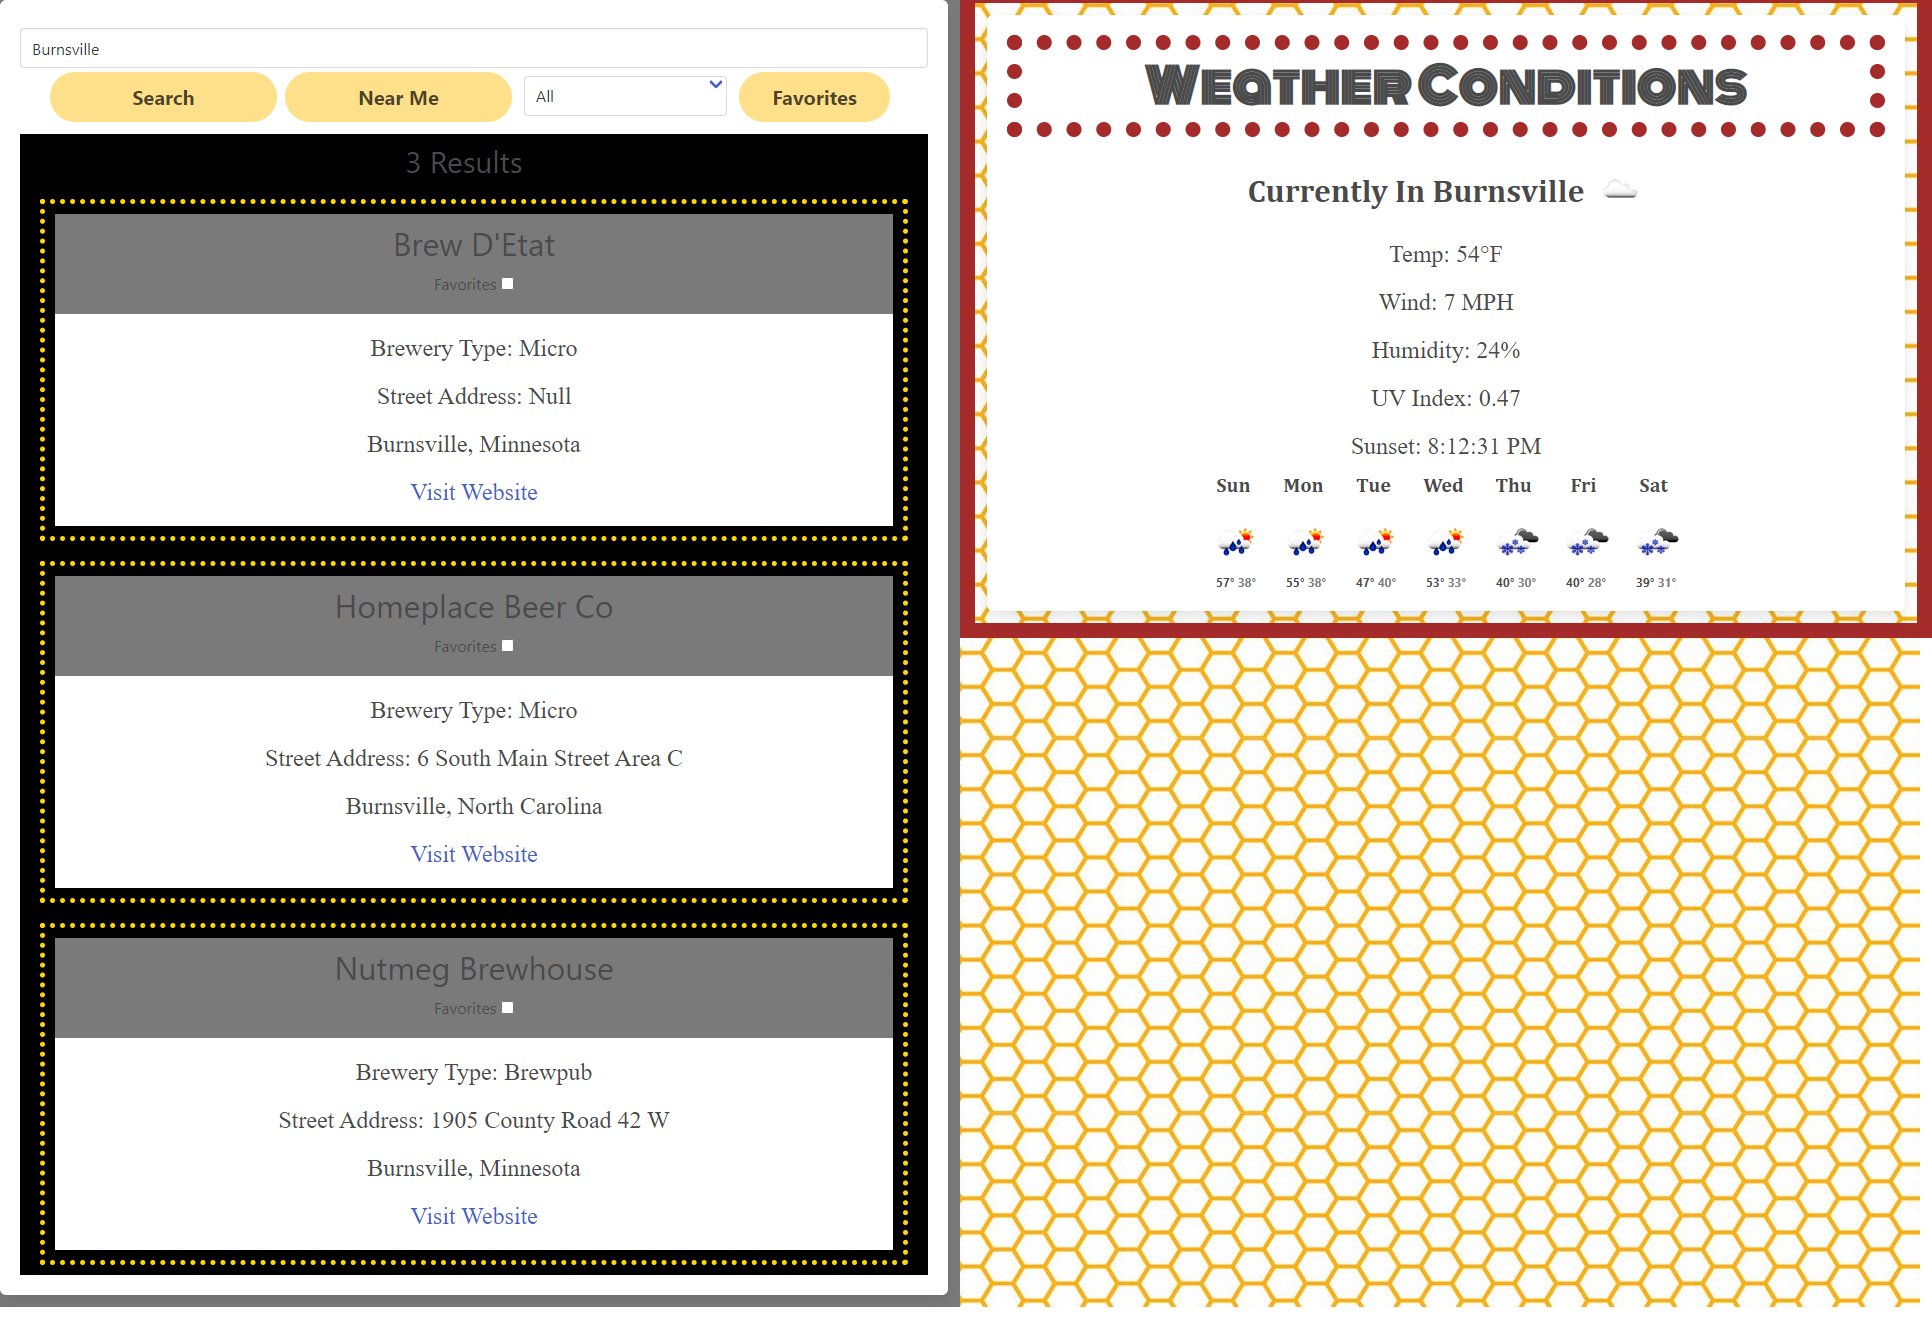 Burnsville
Search Near Me All Favorites
3 Results
Brew D'Etat
Favorites
Brewery Type: Micro
Street Address: Null
Burnsville, Minnesota
Visit Website
Homeplace Beer Co
Favorites
Brewery Type: Micro
Street Address: 6 South Main Street Area C
Burnsville, North Carolina
Visit Website
Nutmeg Brewhouse
Favorites
Brewery Type: Brewpub
Street Address: 1905 County Road 42 W
Burnsville, Minnesota
Visit Website
Weather Conditions
Currently In Burnsville
Temp: 54°F
Wind: 7 MPH
Humidity: 24%
UV Index: 0.47
Sunset: 8:12:31 PM
Sun Mon Tue Wed Thu Fri Sat
57° 38° 55° 38° 47° 40° 53° 33° 40° 30° 40° 28° 39° 31°